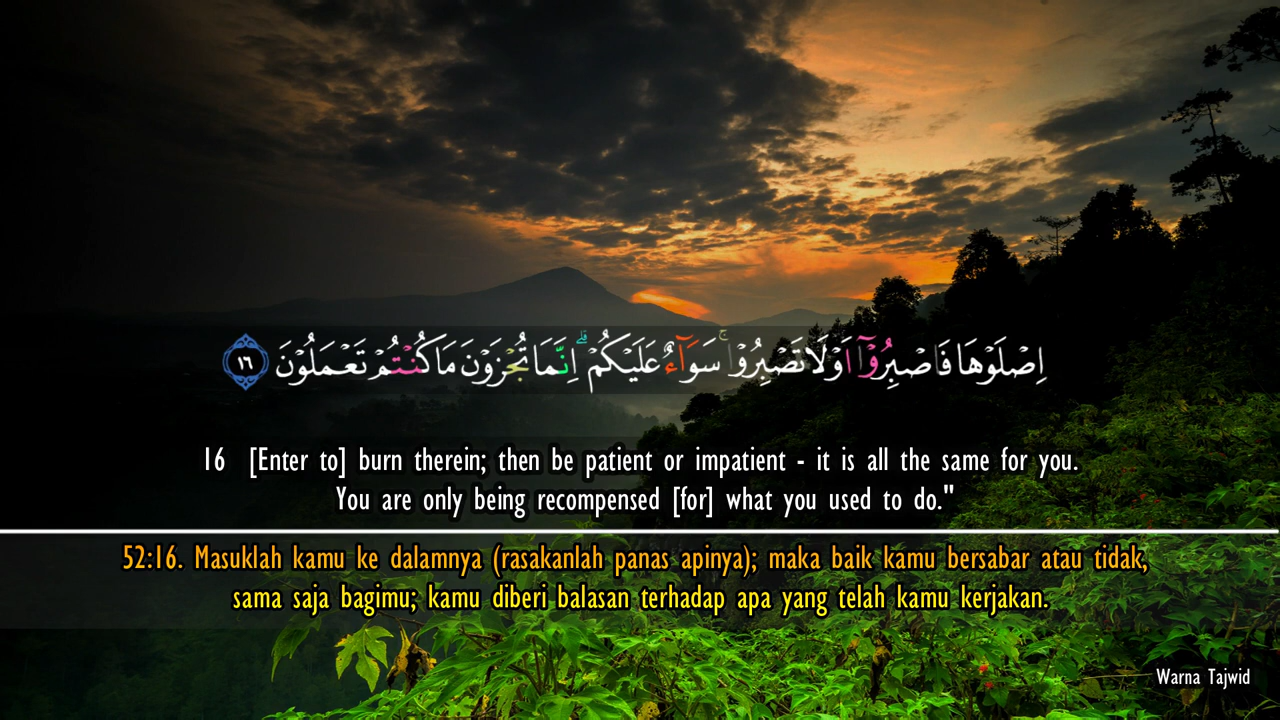 اِصْلَوْهَا فَاصْبِرُوْٓا اَوْ لَا تَصْبِرُوْاۚ سَوَاۤءٌ عَلَيْكُمْۗ اِنَّمَا تُجْزَوْنَ مَا كُنْتُمْ تَعْمَلُوْنَ ١٦
16 [Enter to] burn therein; then be patient or impatient - it is all the same for you.
You are only being recompensed [for] what you used to do."
52:16. Masuklah kamu ke dalamnya (rasakanlah panas apinya); maka baik kamu bersabar atau tidak,
sama saja bagimu; kamu diberi balasan terhadap apa yang telah kamu kerjakan.
Warna Tajwid